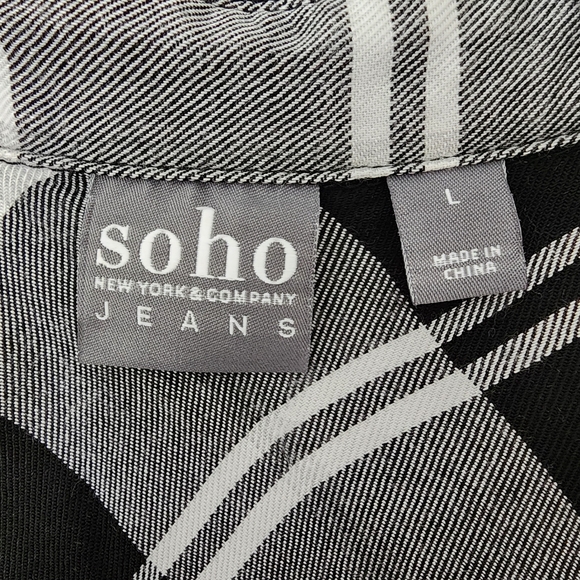 soho
NEW YORK & COMPANY
JEANS
L
MADE IN
CHINA